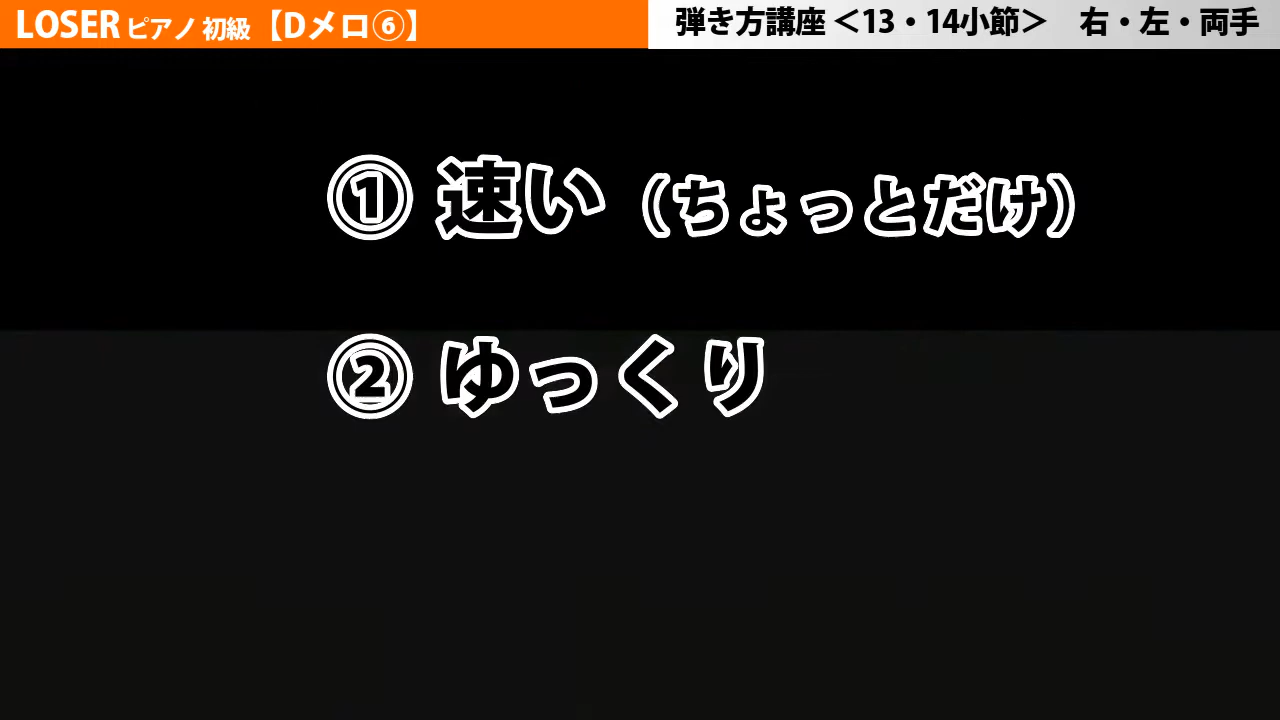 LOSER ピアノ 初級【Dメロ⑥】
弾き方講座 ＜13・14小節＞　右・左・両手
① 速い（ちょっとだけ）
② ゆっくり